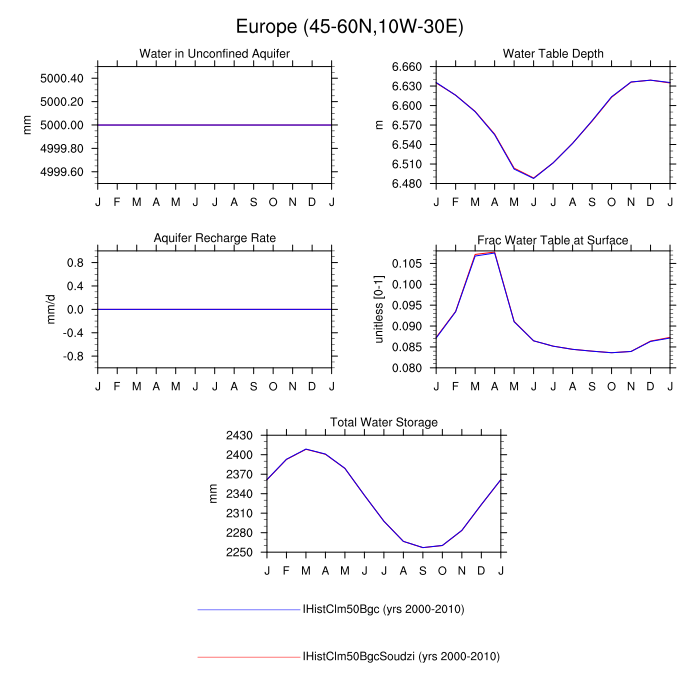 Europe (45-60N,10W-30E)
Water in Unconfined Aquifer
mm
5000.40
5000.20
5000.00
4999.80
4999.60
J F M A M J J A S O N D J
Water Table Depth
m
6.660
6.630
6.600
6.570
6.540
6.510
6.480
J F M A M J J A S O N D J
Aquifer Recharge Rate
mm/d
0.8
0.4
0.0
-0.4
-0.8
J F M A M J J A S O N D J
Frac Water Table at Surface
unitless [0-1]
0.105
0.100
0.095
0.090
0.085
0.080
J F M A M J J A S O N D J
Total Water Storage
mm
2430
2400
2370
2340
2310
2280
2250
J F M A M J J A S O N D J
IHistClm50Bgc (yrs 2000-2010)
IHistClm50BgcSoudzi (yrs 2000-2010)